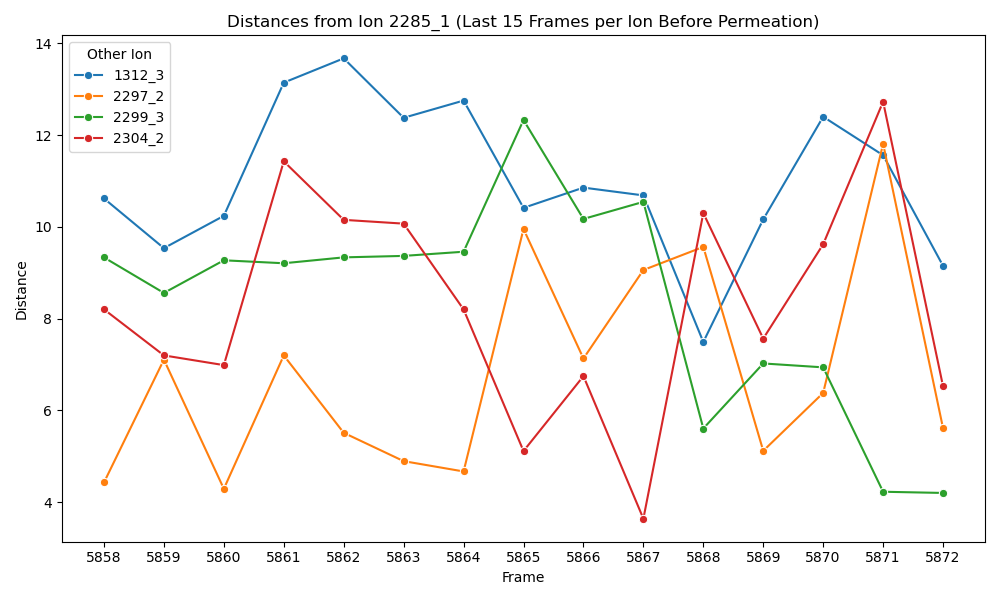 Distances from Ion 2285_1 (Last 15 Frames per Ion Before Permeation)
Other Ion
1312_3
2297_2
2299_3
2304_2
14
12
10
8
6
4
Distance
5858 5859 5860 5861 5862 5863 5864 5865 5866 5867 5868 5869 5870 5871 5872
Frame